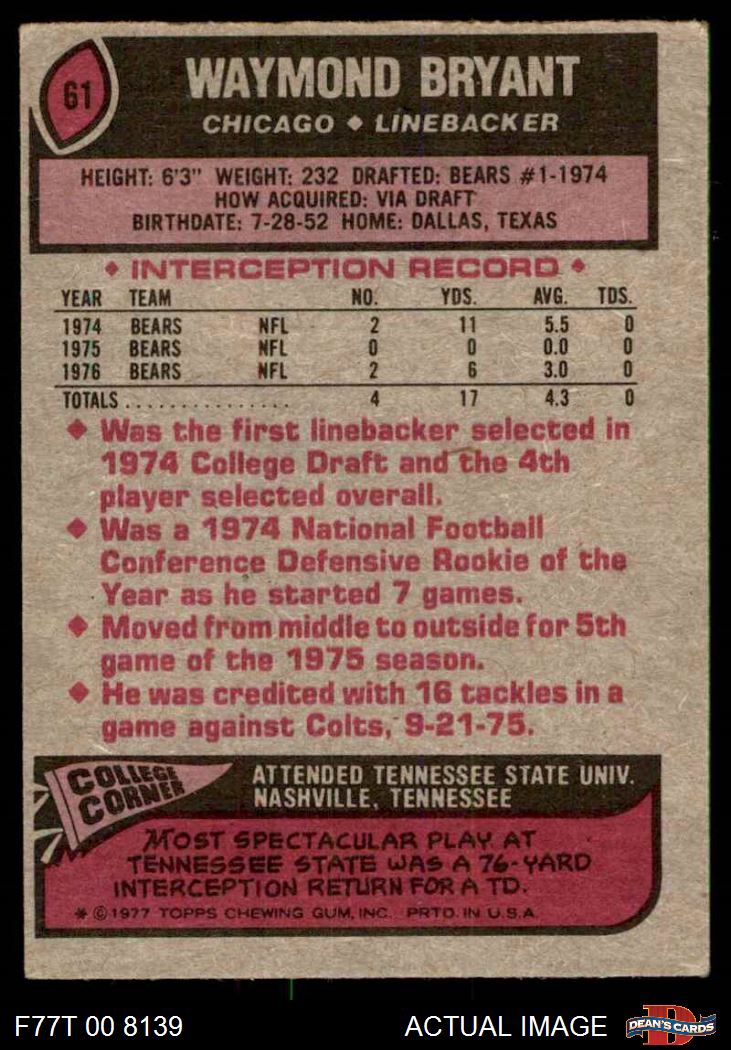 61
WAYMOND BRYANT
CHICAGO ◆ LINEBACKER
HEIGHT: 6'3" WEIGHT: 232 DRAFTED: BEARS #1-1974
HOW ACQUIRED: VIA DRAFT
BIRTHDATE: 7-28-52 HOME: DALLAS, TEXAS
◆ INTERCEPTION RECORD ◆
YEAR TEAM NO. YDS. AVG. TDS.
1974 BEARS NFL 2 11 5.5 0
1975 BEARS NFL 0 0 0.0 0
1976 BEARS NFL 2 6 3.0 0
TOTALS................ 4 17 4.3 0
◆ Was the first linebacker selected in
1974 College Draft and the 4th
player selected overall.
◆ Was a 1974 National Football
Conference Defensive Rookie of the
Year as he started 7 games.
◆ Moved from middle to outside for 5th
game of the 1975 season.
◆ He was credited with 16 tackles in a
game against Colts, 9-21-75.
COLLEGE
CORNER
ATTENDED TENNESSEE STATE UNIV.
NASHVILLE, TENNESSEE
MOST SPECTACULAR PLAY AT
TENNESSEE STATE WAS A 76-YARD
INTERCEPTION RETURN FOR A TD.
* © 1977 TOPPS CHEWING GUM, INC. PRTD. IN U.S.A.
F77T 00 8139
ACTUAL IMAGE
D
DEAN'S CARDS